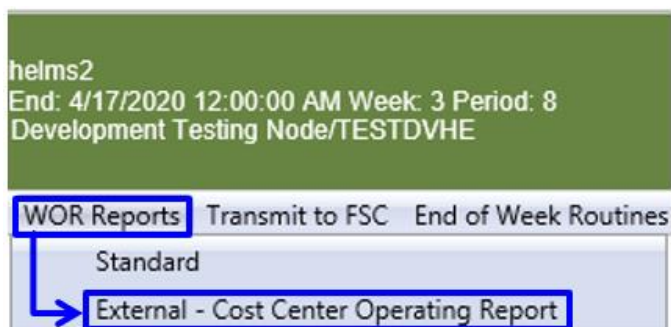 helms2
End: 4/17/2020 12:00:00 AM Week: 3 Period: 8
Development Testing Node/TESTDVHE
WOR Reports Transmit to FSC End of Week Routines
Standard
External - Cost Center Operating Report